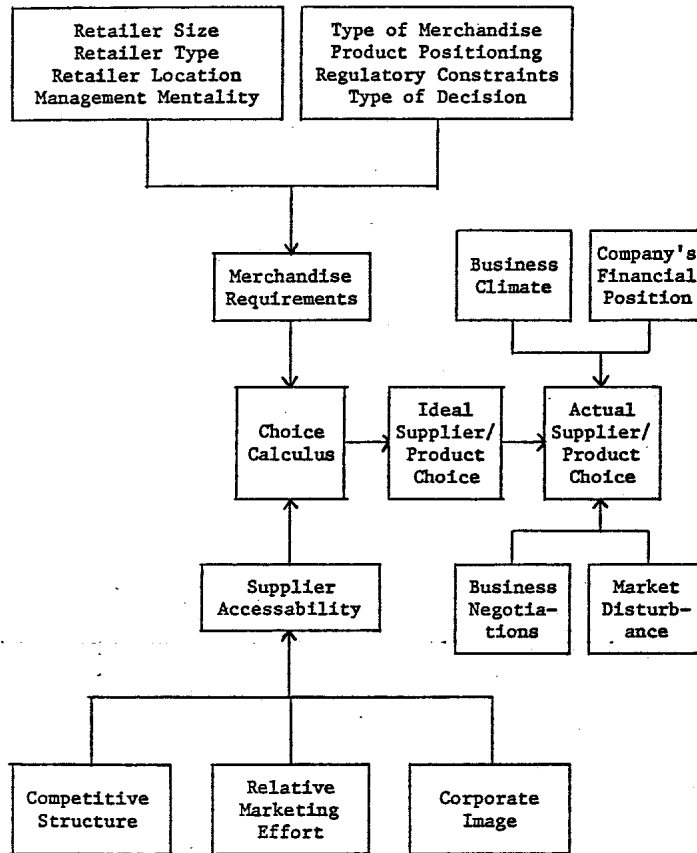 Retailer Size
Retailer Type
Retailer Location
Management Mentality
Type of Merchandise
Product Positioning
Regulatory Constraints
Type of Decision
Merchandise
Requirements
Business
Climate
Company's
Financial
Position
Choice
Calculus
Ideal
Supplier/
Product
Choice
Actual
Supplier/
Product
Choice
Supplier
Accessability
Business
Negotia-
tions
Market
Disturb-
ance
Competitive
Structure
Relative
Marketing
Effort
Corporate
Image